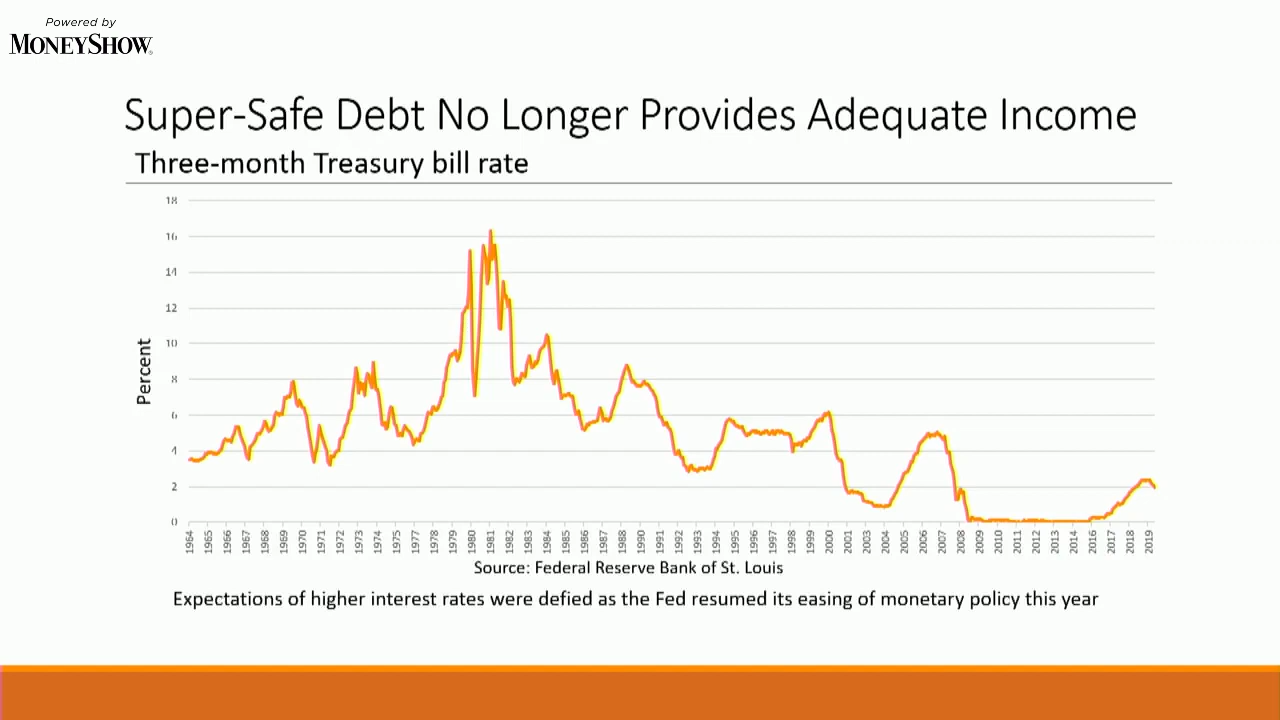 Powered by
MONEYSHOW
Super-Safe Debt No Longer Provides Adequate Income
Three-month Treasury bill rate
Percent
18
16
14
12
10
8
6
4
2
0
1964 1965 1966 1967 1968 1969 1970 1971 1972 1973 1974 1975 1976 1978 1979 1980 1981 1982 1983 1984 1985 1986 1987 1988 1990 1991 1992 1993 1994 1995 1996 1997 1998 1999 2000 2001 2003 2004 2005 2006 2007 2008 2009 2010 2011 2012 2013 2014 2016 2017 2018 2019
Source: Federal Reserve Bank of St. Louis
Expectations of higher interest rates were defied as the Fed resumed its easing of monetary policy this year